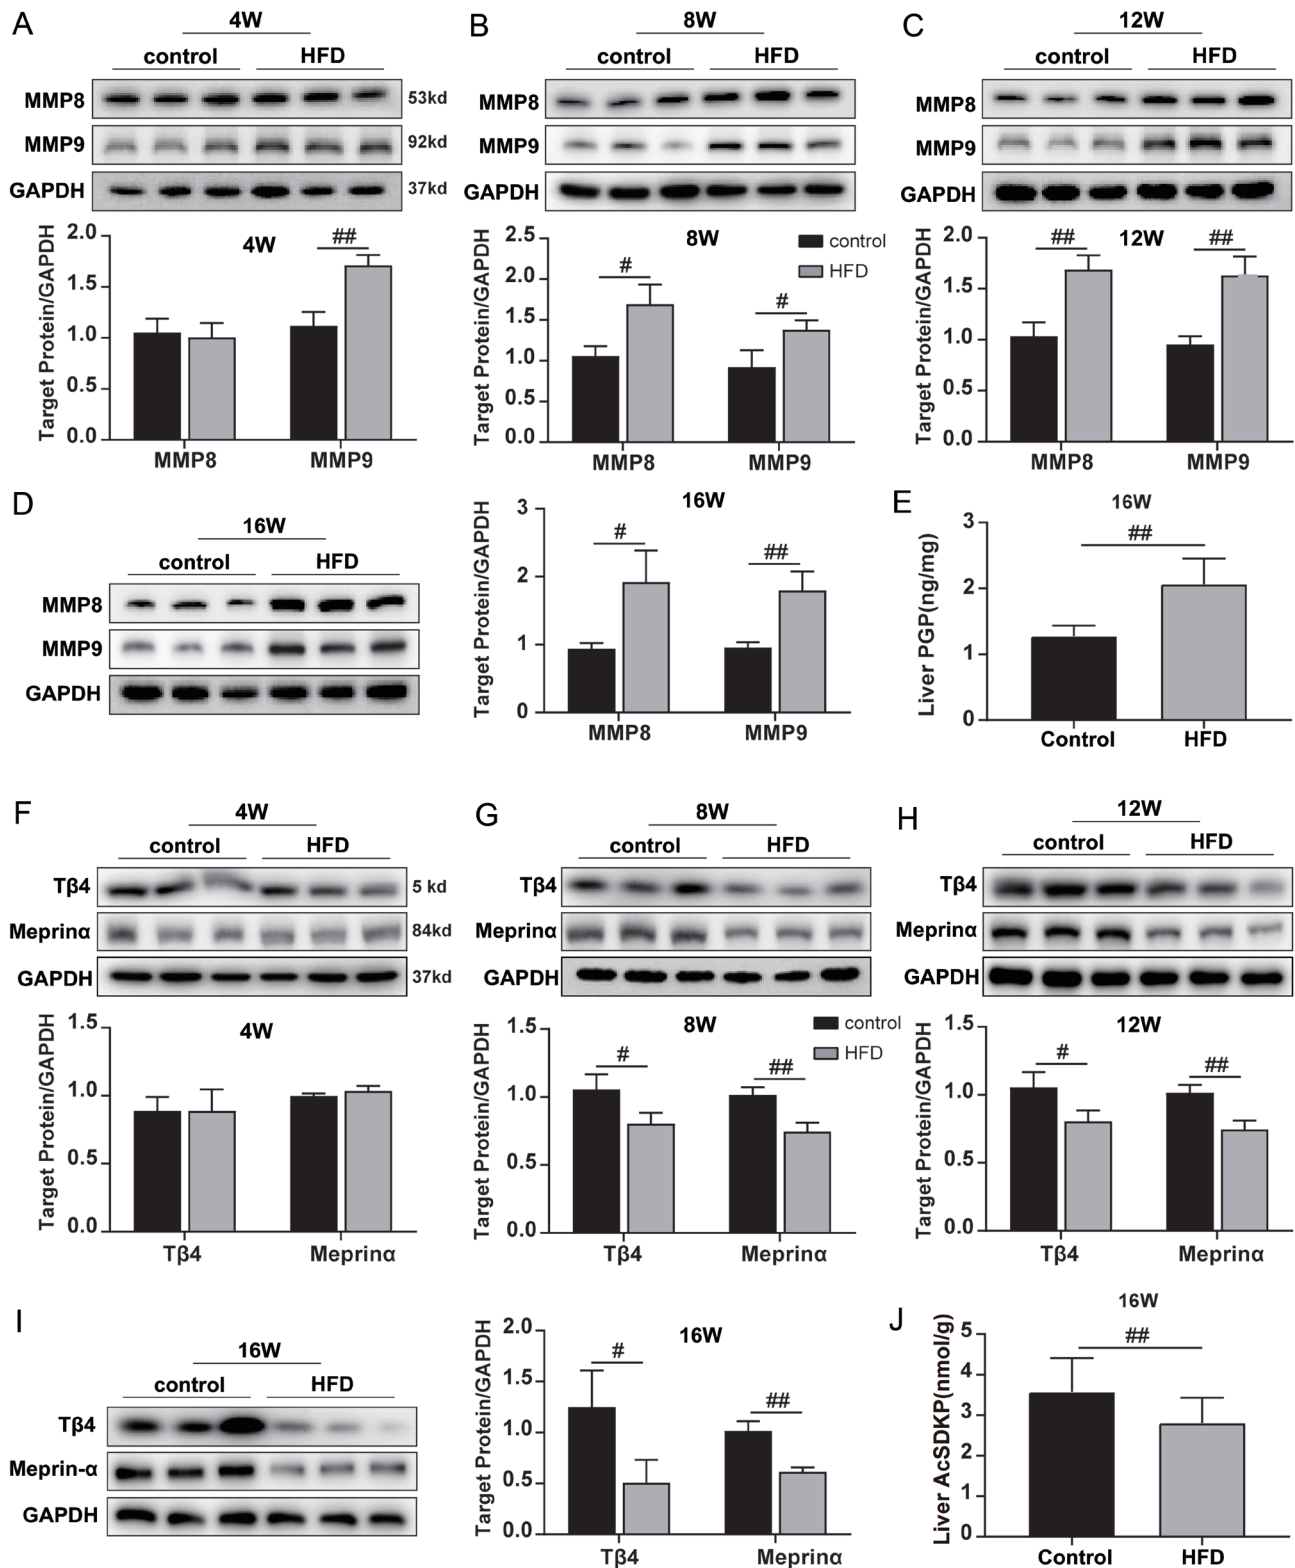 A
4W
control HFD
MMP8 53kd
MMP9 92kd
GAPDH 37kd
Target Protein/GAPDH
4W
2.0
1.5
1.0
0.5
0.0
##
MMP8 MMP9
B
8W
control HFD
MMP8
MMP9
GAPDH
Target Protein/GAPDH
8W
control
HFD
2.5
2.0
1.5
1.0
0.5
0.0
# #
MMP8 MMP9
C
12W
control HFD
MMP8
MMP9
GAPDH
Target Protein/GAPDH
12W
2.0
1.5
1.0
0.5
0.0
## ##
MMP8 MMP9
D
16W
control HFD
MMP8
MMP9
GAPDH
Target Protein/GAPDH
16W
3
2
1
0
# ##
MMP8 MMP9
E
16W
Liver PGP(ng/mg)
3
2
1
0
##
Control HFD
F
4W
control HFD
Tβ4 5 kd
Meprinα 84kd
GAPDH 37kd
Target Protein/GAPDH
4W
1.5
1.0
0.5
0.0
Tβ4 Meprinα
G
8W
control HFD
Tβ4
Meprinα
GAPDH
Target Protein/GAPDH
8W
control
HFD
1.5
1.0
0.5
0.0
# ##
Tβ4 Meprinα
H
12W
control HFD
Tβ4
Meprinα
GAPDH
Target Protein/GAPDH
12W
1.5
1.0
0.5
0.0
# ##
Tβ4 Meprinα
I
16W
control HFD
Tβ4
Meprin-α
GAPDH
Target Protein/GAPDH
16W
2.0
1.5
1.0
0.5
0.0
# ##
Tβ4 Meprinα
J
16W
Liver AcSDKP(nmol/g)
5
4
3
2
1
0
##
Control HFD